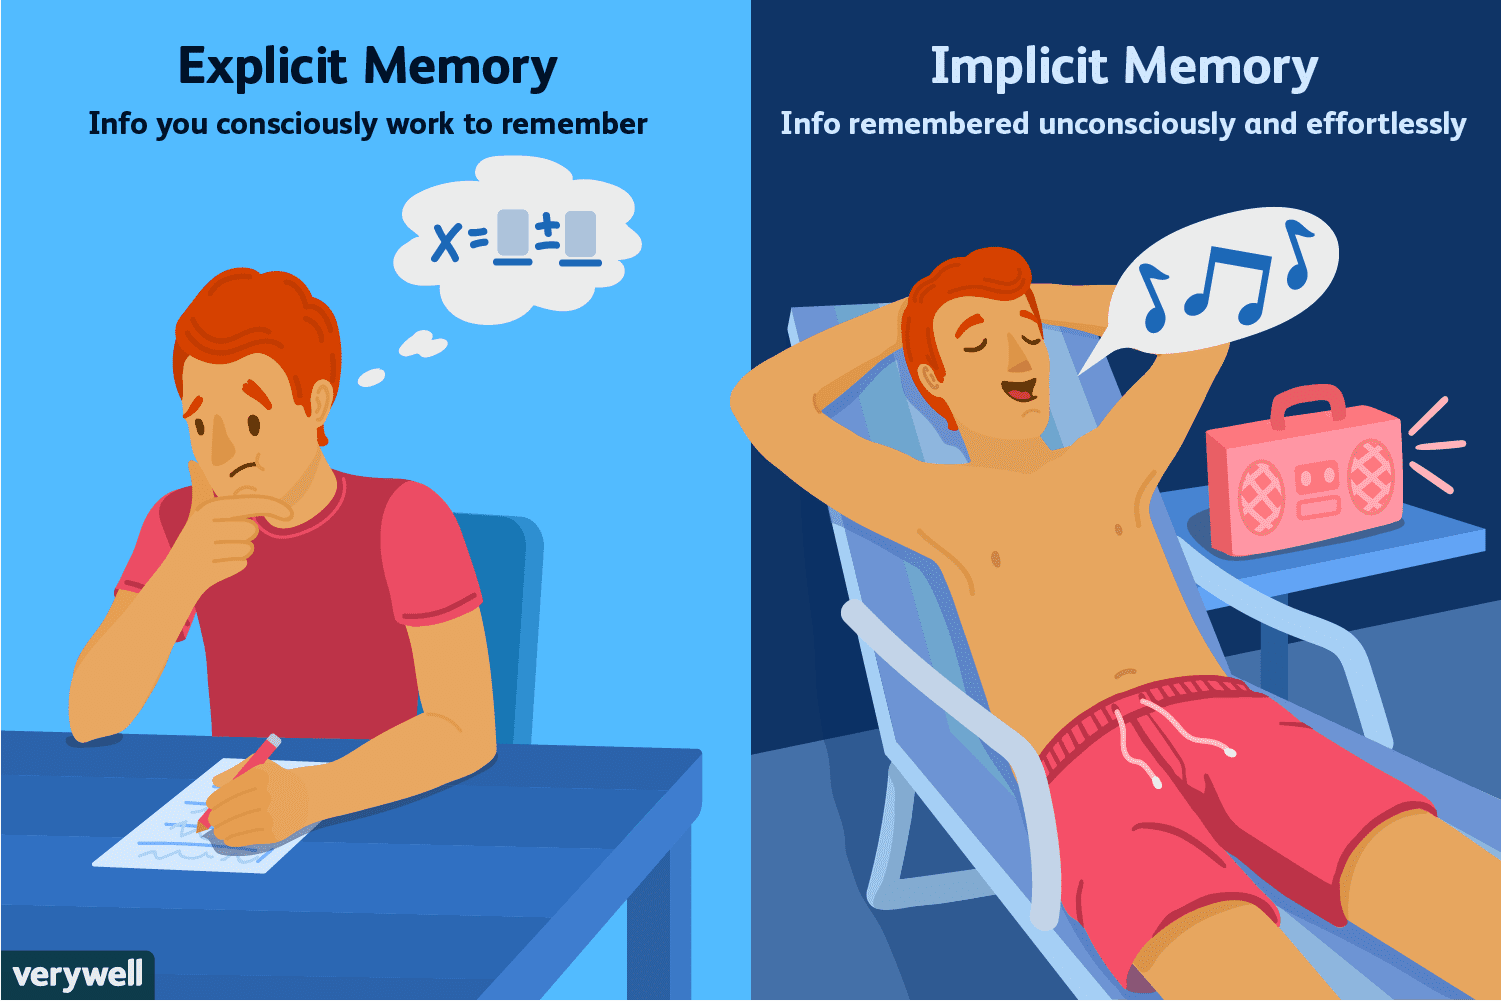 Explicit Memory
Info you consciously work to remember
x= ±
Implicit Memory
Info remembered unconsciously and effortlessly
verywell